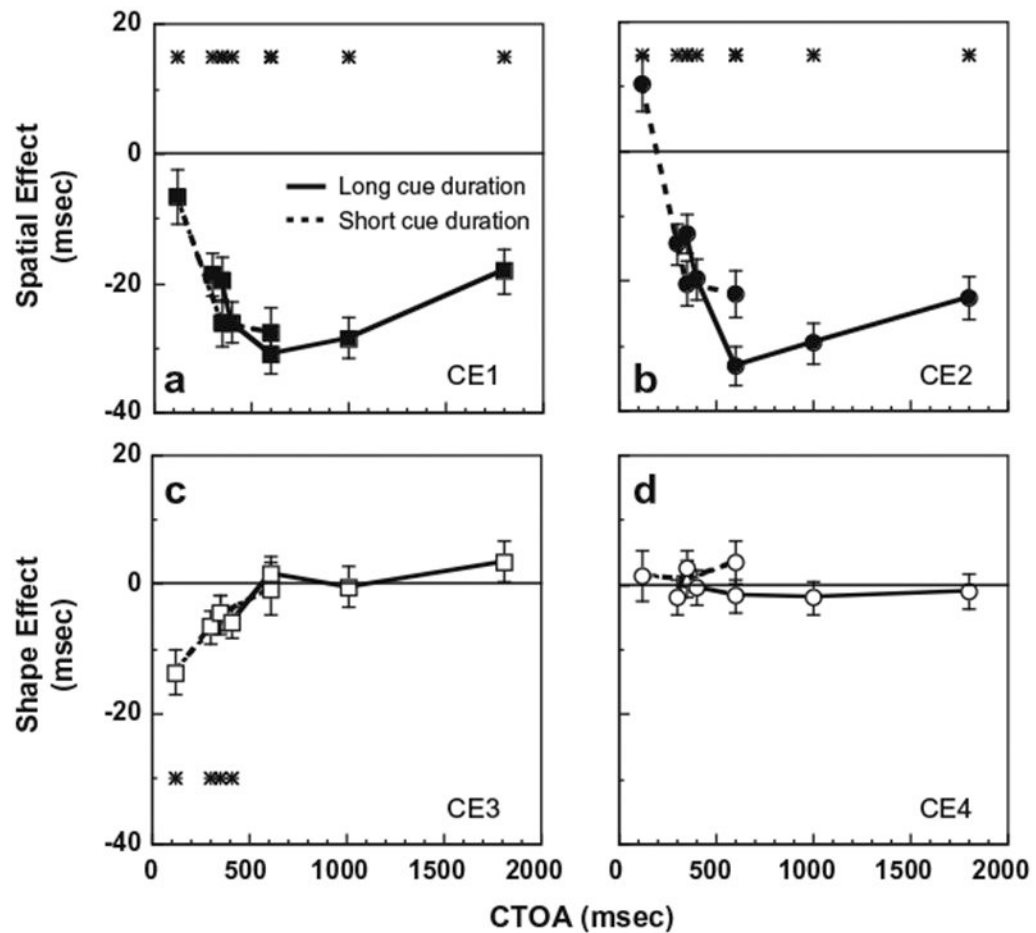 20
0
-20
-40
Spatial Effect
(msec)
Long cue duration
Short cue duration
a
CE1
b
CE2
20
0
-20
-40
Shape Effect
(msec)
c
CE3
d
CE4
0 500 1000 1500 2000
0 500 1000 1500 2000
CTOA (msec)